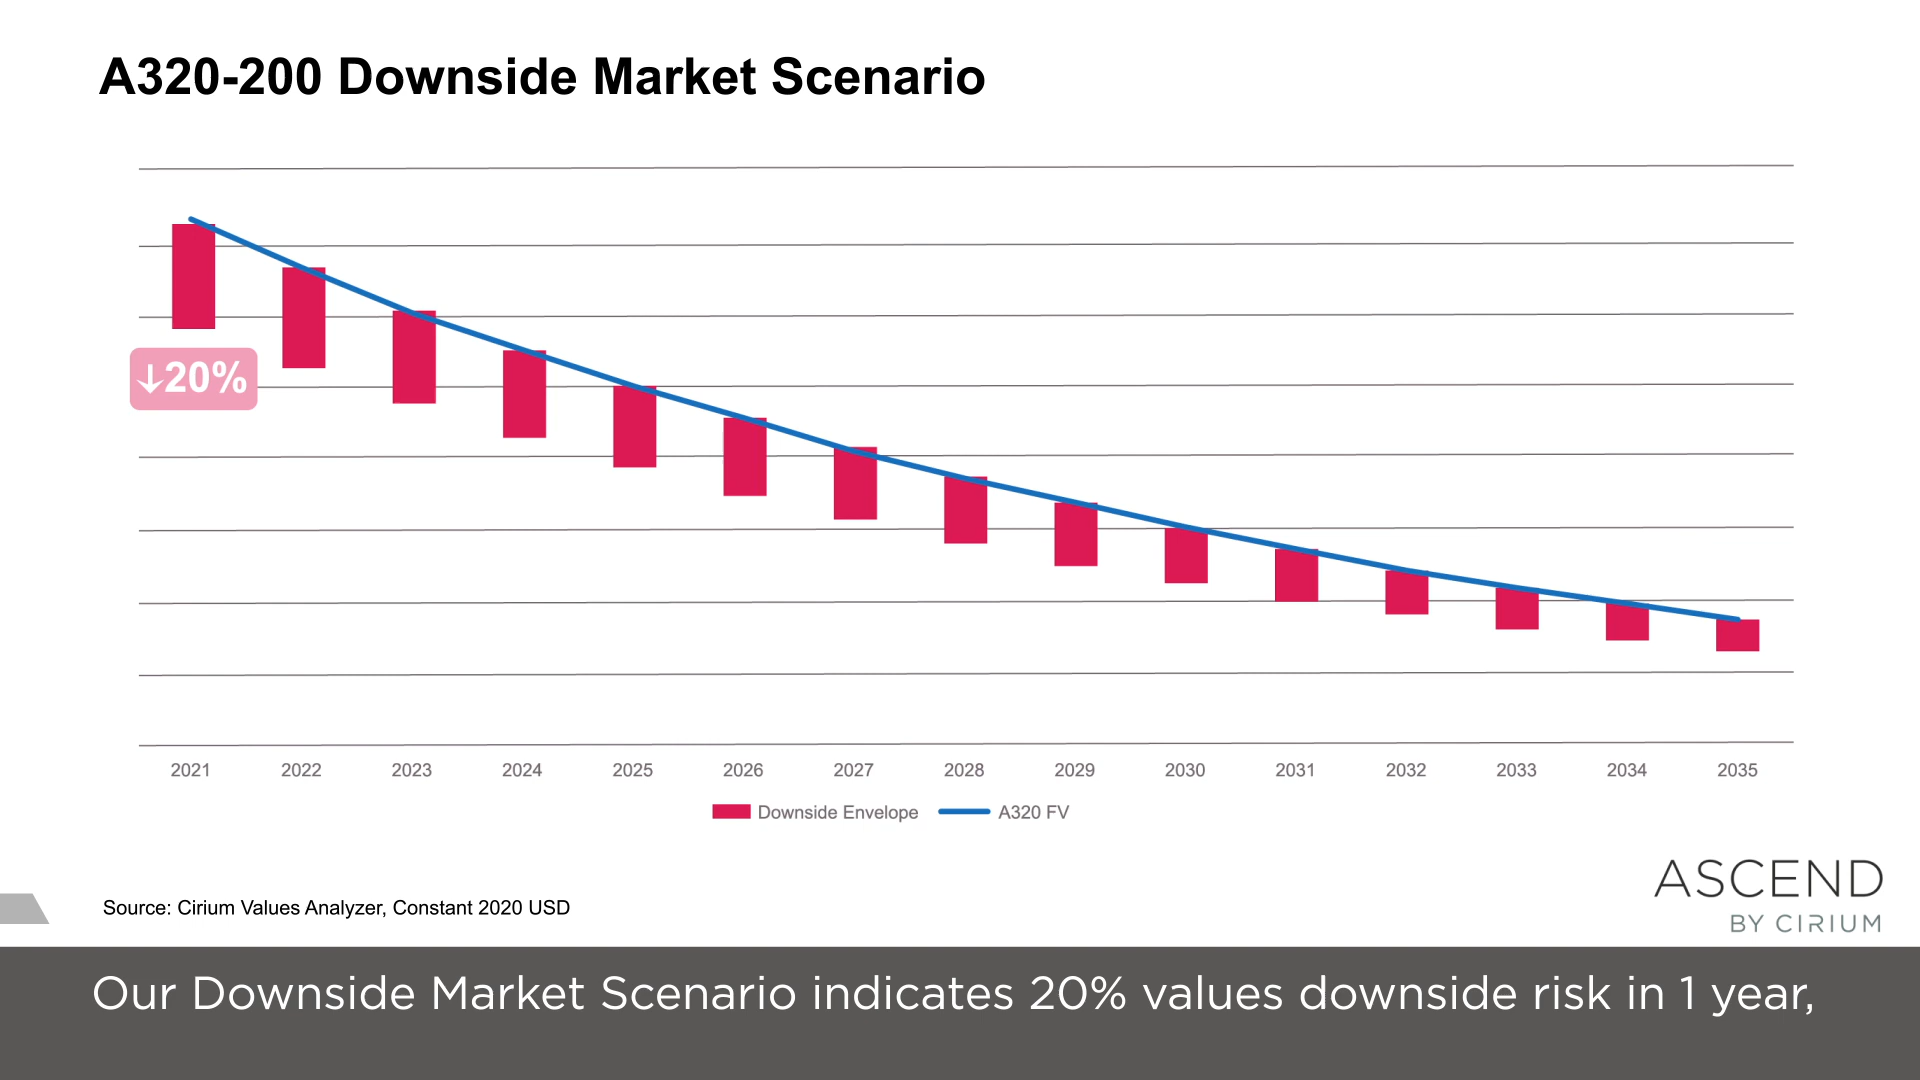 A320-200 Downside Market Scenario
↓20%
2021 2022 2023 2024 2025 2026 2027 2028 2029 2030 2031 2032 2033 2034 2035
Downside Envelope A320 FV
Source: Cirium Values Analyzer, Constant 2020 USD
ASCEND
BY CIRIUM
Our Downside Market Scenario indicates 20% values downside risk in 1 year,